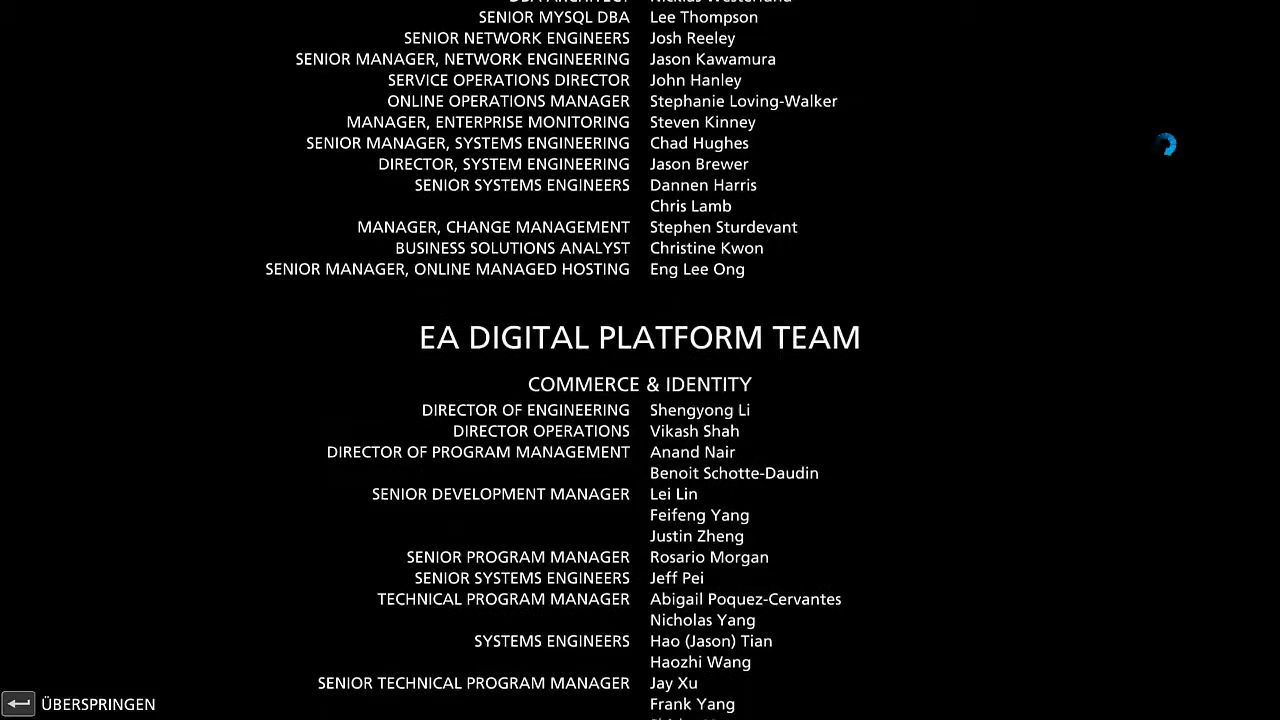 SENIOR MYSQL DBA Lee Thompson
SENIOR NETWORK ENGINEERS Josh Reeley
SENIOR MANAGER, NETWORK ENGINEERING Jason Kawamura
SERVICE OPERATIONS DIRECTOR John Hanley
ONLINE OPERATIONS MANAGER Stephanie Loving-Walker
MANAGER, ENTERPRISE MONITORING Steven Kinney
SENIOR MANAGER, SYSTEMS ENGINEERING Chad Hughes
DIRECTOR, SYSTEM ENGINEERING Jason Brewer
SENIOR SYSTEMS ENGINEERS Dannen Harris
Chris Lamb
MANAGER, CHANGE MANAGEMENT Stephen Sturdevant
BUSINESS SOLUTIONS ANALYST Christine Kwon
SENIOR MANAGER, ONLINE MANAGED HOSTING Eng Lee Ong
EA DIGITAL PLATFORM TEAM
COMMERCE & IDENTITY
DIRECTOR OF ENGINEERING Shengyong Li
DIRECTOR OPERATIONS Vikash Shah
DIRECTOR OF PROGRAM MANAGEMENT Anand Nair
Benoit Schotte-Daudin
SENIOR DEVELOPMENT MANAGER Lei Lin
Feifeng Yang
Justin Zheng
SENIOR PROGRAM MANAGER Rosario Morgan
SENIOR SYSTEMS ENGINEERS Jeff Pei
TECHNICAL PROGRAM MANAGER Abigail Poquez-Cervantes
Nicholas Yang
SYSTEMS ENGINEERS Hao (Jason) Tian
Haozhi Wang
SENIOR TECHNICAL PROGRAM MANAGER Jay Xu
Frank Yang
ÜBERSPRINGEN